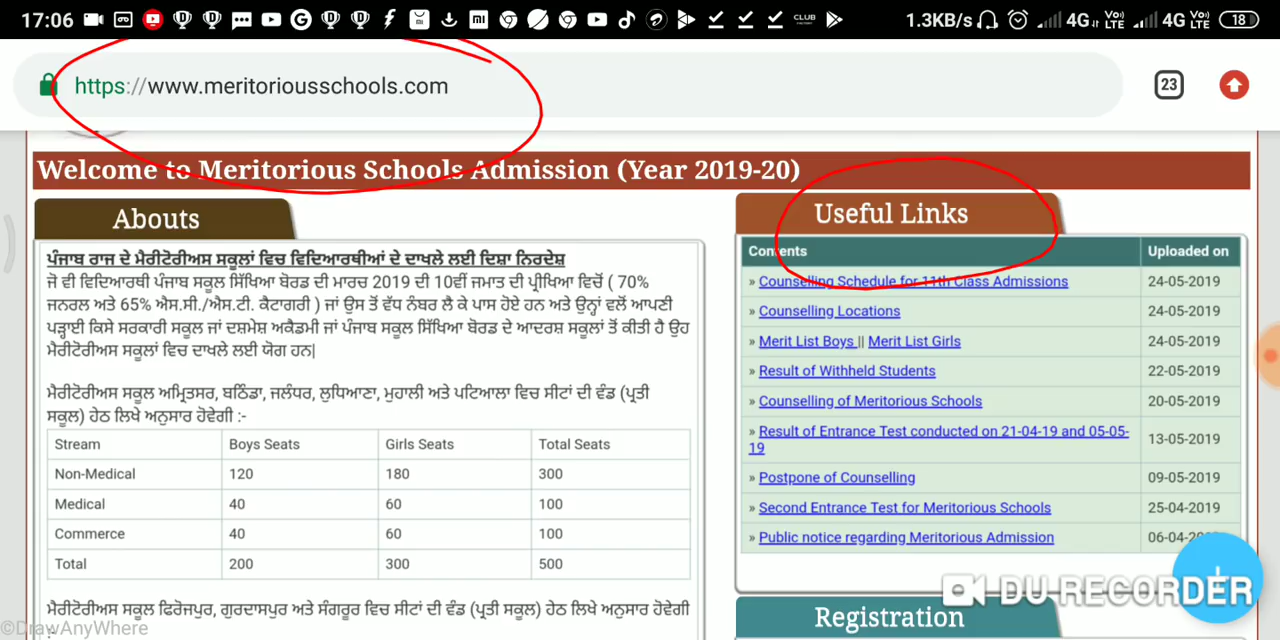 17:06
1.3KB/s 4G Vo) LTE 4G Vo) LTE 18
CLUB
https://www.meritoriousschools.com
23
Welcome to Meritorious Schools Admission (Year 2019-20)
Abouts
ਪੰਜਾਬ ਰਾਜ ਦੇ ਮੈਰੀਟੋਰੀਅਸ ਸਕੂਲਾਂ ਵਿਚ ਵਿਦਿਆਰਥੀਆਂ ਦੇ ਦਾਖਲੇ ਲਈ ਦਿਸ਼ਾ ਨਿਰਦੇਸ਼
ਜੋ ਵੀ ਵਿਦਿਆਰਥੀ ਪੰਜਾਬ ਸਕੂਲ ਸਿੱਖਿਆ ਬੋਰਡ ਦੀ ਮਾਰਚ 2019 ਦੀ 10ਵੀਂ ਜਮਾਤ ਦੀ ਪ੍ਰੀਖਿਆ ਵਿਚੋਂ ( 70%
ਜਨਰਲ ਅਤੇ 65% ਐਸ.ਸੀ./ਐਸ.ਟੀ. ਕੈਟਾਗਰੀ ) ਜਾਂ ਉਸ ਤੋਂ ਵੱਧ ਨੰਬਰ ਲੈ ਕੇ ਪਾਸ ਹੋਏ ਹਨ ਅਤੇ ਉਨ੍ਹਾਂ ਵਲੋਂ ਆਪਣੀ
ਪੜ੍ਹਾਈ ਕਿਸੇ ਸਰਕਾਰੀ ਸਕੂਲ ਜਾਂ ਦਸ਼ਮੇਸ਼ ਅਕੈਡਮੀ ਜਾਂ ਪੰਜਾਬ ਸਕੂਲ ਸਿੱਖਿਆ ਬੋਰਡ ਦੇ ਆਦਰਸ਼ ਸਕੂਲਾਂ ਤੋਂ ਕੀਤੀ ਹੈ ਉਹ
ਮੈਰੀਟੋਰੀਅਸ ਸਕੂਲਾਂ ਵਿਚ ਦਾਖਲੇ ਲਈ ਯੋਗ ਹਨ|
ਮੈਰੀਟੋਰੀਅਸ ਸਕੂਲ ਅਮ੍ਰਿਤਸਰ, ਬਠਿੰਡਾ, ਜਲੰਧਰ, ਲੁਧਿਆਣਾ, ਮੁਹਾਲੀ ਅਤੇ ਪਟਿਆਲਾ ਵਿਚ ਸੀਟਾਂ ਦੀ ਵੰਡ (ਪ੍ਰਤੀ
ਸਕੂਲ) ਹੇਠ ਲਿਖੇ ਅਨੁਸਾਰ ਹੋਵੇਗੀ :-
Stream Boys Seats Girls Seats Total Seats
Non-Medical 120 180 300
Medical 40 60 100
Commerce 40 60 100
Total 200 300 500
ਮੈਰੀਟੋਰੀਅਸ ਸਕੂਲ ਫਿਰੋਜਪੁਰ, ਗੁਰਦਾਸਪੁਰ ਅਤੇ ਸੰਗਰੂਰ ਵਿਚ ਸੀਟਾਂ ਦੀ ਵੰਡ (ਪ੍ਰਤੀ ਸਕੂਲ) ਹੇਠ ਲਿਖੇ ਅਨੁਸਾਰ ਹੋਵੇਗੀ
:-
Useful Links
Contents Uploaded on
» Counselling Schedule for 11th Class Admissions 24-05-2019
» Counselling Locations 24-05-2019
» Merit List Boys || Merit List Girls 24-05-2019
» Result of Withheld Students 22-05-2019
» Counselling of Meritorious Schools 20-05-2019
» Result of Entrance Test conducted on 21-04-19 and 05-05-
19 13-05-2019
» Postpone of Counselling 09-05-2019
» Second Entrance Test for Meritorious Schools 25-04-2019
» Public notice regarding Meritorious Admission 06-04-
DU RECORDER
Registration
©DrawAnyWhere